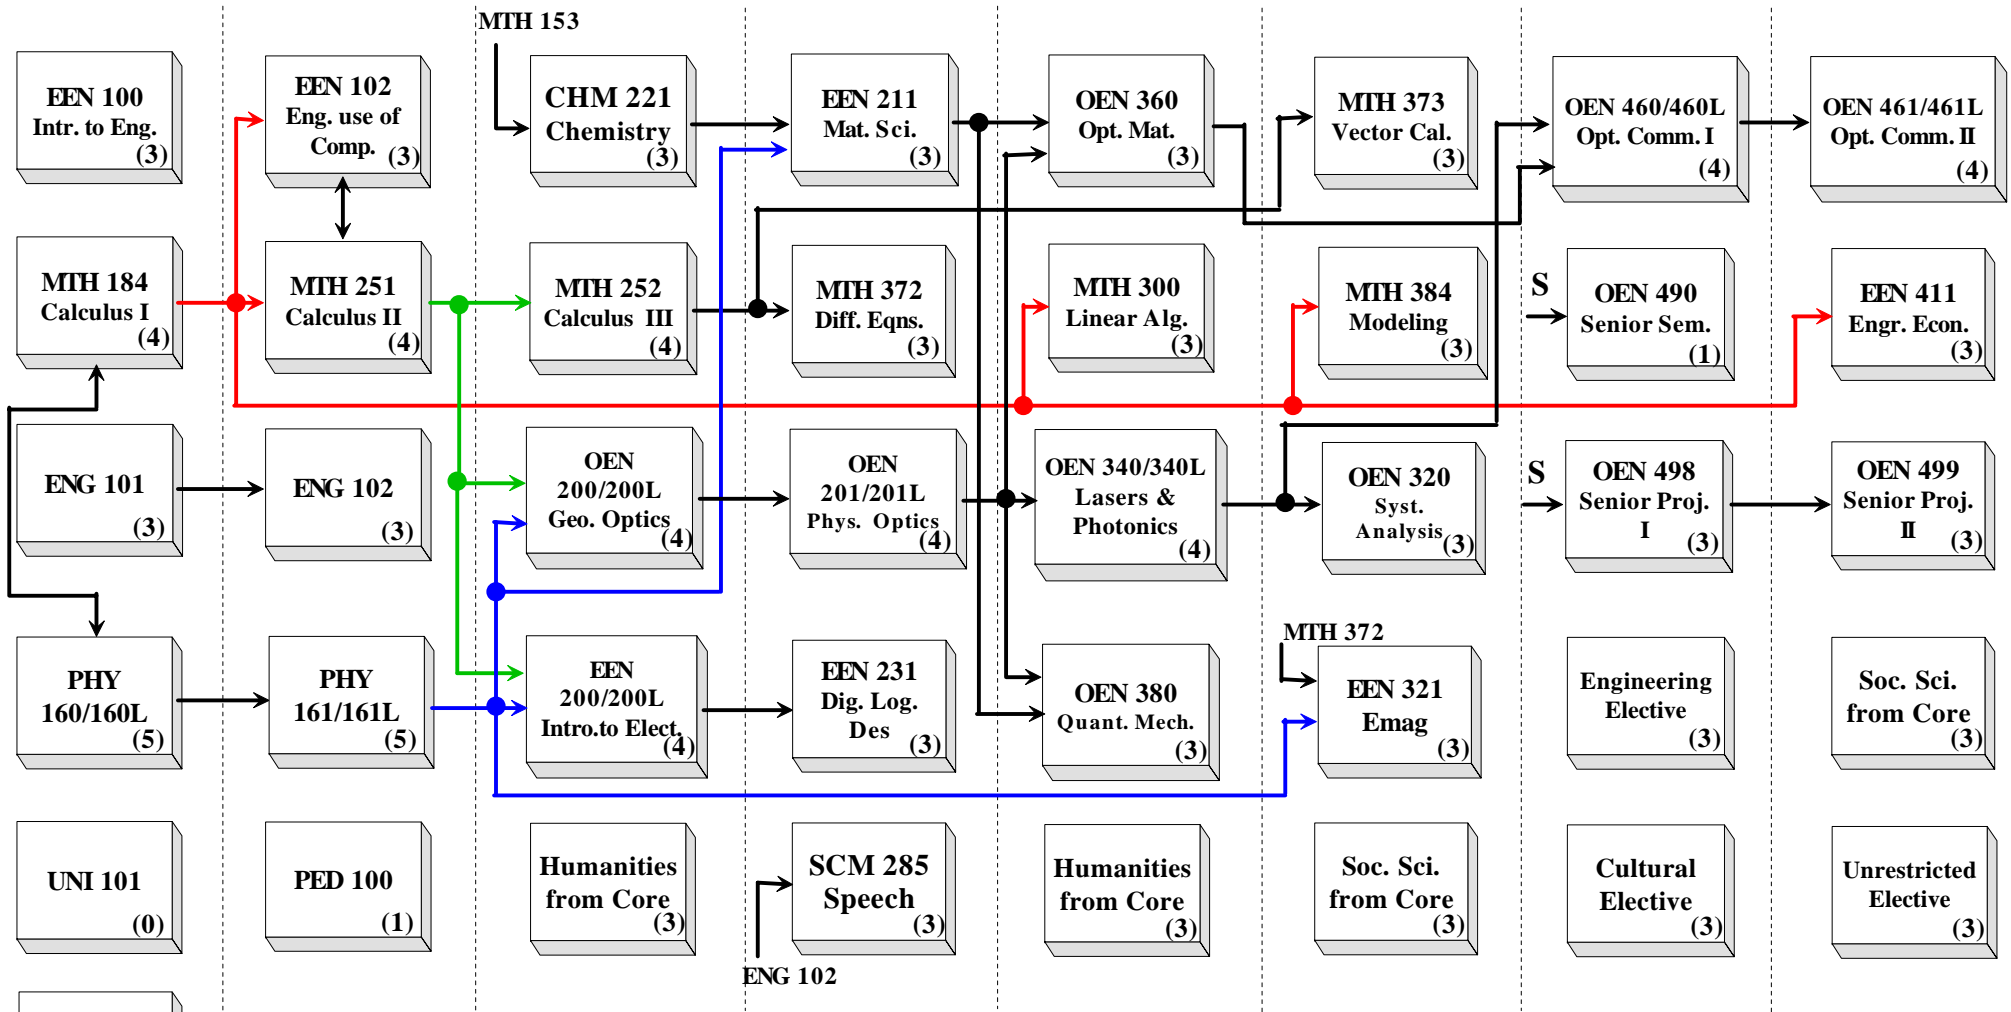 MTH 153
EEN 100
Intr. to Eng.
(3)
EEN 102
Eng. use of
Comp.
(3)
CHM 221
Chemistry
(3)
EEN 211
Mat. Sci.
(3)
OEN 360
Opt. Mat.
(3)
MTH 373
Vector Cal.
(3)
OEN 460/460L
Opt. Comm. I
(4)
OEN 461/461L
Opt. Comm. II
(4)
MTH 184
Calculus I
(4)
MTH 251
Calculus II
(4)
MTH 252
Calculus III
(4)
MTH 372
Diff. Eqns.
(3)
MTH 300
Linear Alg.
(3)
MTH 384
Modeling
(3)
S
OEN 490
Senior Sem.
(1)
EEN 411
Engr. Econ.
(3)
ENG 101
(3)
ENG 102
(3)
OEN
200/200L
Geo. Optics
(4)
OEN
201/201L
Phys. Optics
(4)
OEN 340/340L
Lasers &
Photonics
(4)
OEN 320
Syst.
Analysis
(3)
S
OEN 498
Senior Proj.
I
(3)
OEN 499
Senior Proj.
II
(3)
PHY
160/160L
(5)
PHY
161/161L
(5)
EEN
200/200L
Intro.to Elect.
(4)
EEN 231
Dig. Log.
Des
(3)
OEN 380
Quant. Mech.
(3)
MTH 372
EEN 321
Emag
(3)
Engineering
Elective
(3)
Soc. Sci.
from Core
(3)
UNI 101
(0)
PED 100
(1)
Humanities
from Core
(3)
SCM 285
Speech
(3)
ENG 102
Humanities
from Core
(3)
Soc. Sci.
from Core
(3)
Cultural
Elective
(3)
Unrestricted
Elective
(3)